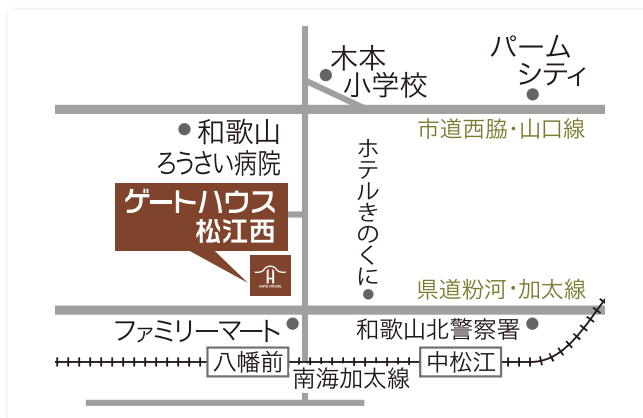 木本
小学校
パーム
シティ
市道西脇・山口線
和歌山
ろうさい病院
ホテルきのくに
ゲートハウス
松江西
GATE HOUSE
県道粉河・加太線
ファミリーマート
和歌山北警察署
八幡前
中松江
南海加太線